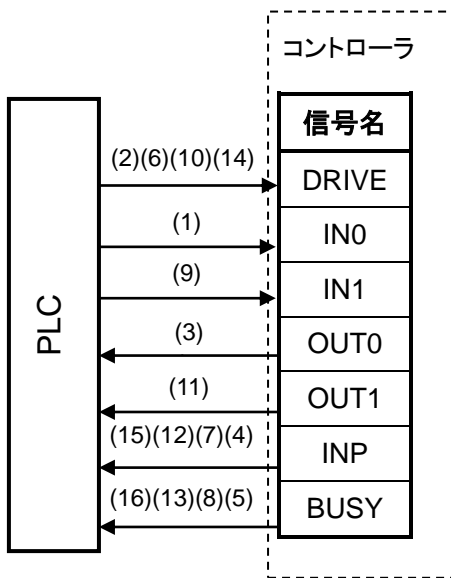 コントローラ
信号名
(2)(6)(10)(14)
DRIVE
(1)
IN0
(9)
IN1
PLC
(3)
OUT0
(11)
OUT1
(15)(12)(7)(4)
INP
(16)(13)(8)(5)
BUSY